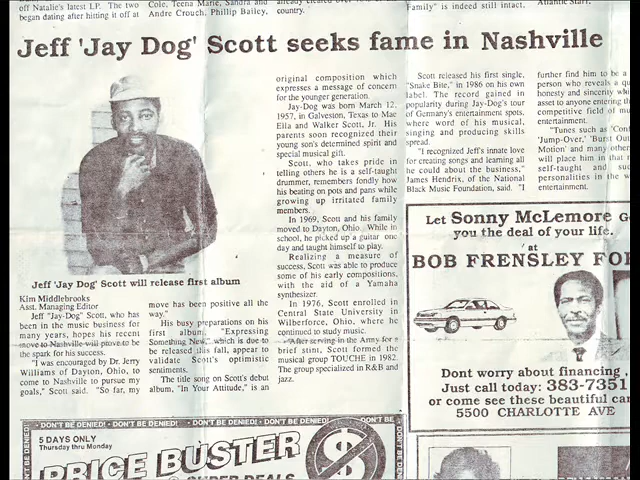 off Natalie's latest LP. The two
began dating after hitting it off at
Cole, Teena Marie, Sandra and
Andre Crouch, Phillip Bailey,
country.
Family" is indeed still intact.
Atlantic Starr.
Jeff 'Jay Dog' Scott seeks fame in Nashville
Jeff 'Jay Dog' Scott will release first album
Kim Middlebrooks
Asst. Managing Editor
Jeff "Jay-Dog" Scott, who has
been in the music business for
many years, hopes his recent
move to Nashville will prove to be
the spark for his success.
"I was encouraged by Dr. Jerry
Williams of Dayton, Ohio, to
come to Nashville to pursue my
goals," Scott said. "So far, my
move has been positive all the
way."
His busy preparations on his
first album, "Expressing
Something New," which is due to
be released this fall, appear to
validate Scott's optimistic
sentiments.
The title song on Scott's debut
album, "In Your Attitude," is an
original composition which
expresses a message of concern
for the younger generation.
Jay-Dog was born March 12,
1957, in Galveston, Texas to Mae
Ella and Walker Scott, Jr. His
parents soon recognized their
young son's determined spirit and
special musical gift.
Scott, who takes pride in
telling others he is a self-taught
drummer, remembers fondly how
his beating on pots and pans while
growing up irritated family
members.
In 1969, Scott and his family
moved to Dayton, Ohio. While in
school, he picked up a guitar one
day and taught himself to play.
Realizing a measure of
success, Scott was able to produce
some of his early compositions,
with the aid of a Yamaha
synthesizer.
In 1976, Scott enrolled in
Central State University in
Wilberforce, Ohio, where he
continued to study music.
After serving in the Army for a
brief stint, Scott formed the
musical group TOUCHE in 1982.
The group specialized in R&B and
jazz.
Scott released his first single,
"Snake Bite," in 1986 on his own
label. The record gained in
popularity during Jay-Dog's tour
of Germany's entertainment spots,
where word of his musical,
singing and producing skills
spread.
"I recognized Jeff's innate love
for creating songs and learning all
he could about the business,"
James Hendrix, of the National
Black Music Foundation, said. "I
further find him to be a
person who reveals a
honesty and sincerity
asset to anyone entering
competitive field of
entertainment.
"Tunes such as
'Jump-Over,' 'Burst Out
Motion' and many other
will place him in that
self-taught and
personalities in the
entertainment.
Let Sonny McLemore
you the deal of your life.
at
BOB FRENSLEY
Dont worry about financing ,
Just call today: 383-7351
or come see these beautiful
5500 CHARLOTTE AVE
DON'T BE DENIED! • DON'T BE DENIED! • DON'T BE DENIED! • DON'T BE DENIED!
5 DAYS ONLY
Thursday thru Monday
PRICE BUSTER
$
SUPER DEALS
DON'T BE DENIED